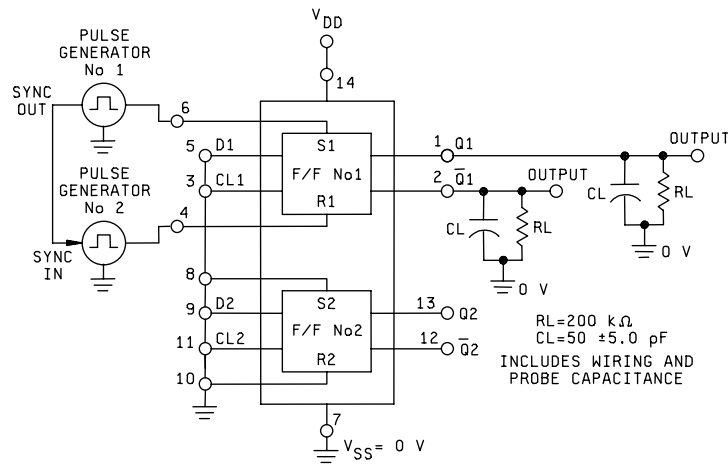 V DD
14
PULSE
GENERATOR
No 1
SYNC
OUT
6
PULSE
GENERATOR
No 2
SYNC
IN
4
5 D1
3 CL1
S1
F/F No1
R1
1 Q1
2 Q̅1
OUTPUT
CL
RL
0 V
OUTPUT
CL
RL
0 V
8
9 D2
11 CL2
10
S2
F/F No2
R2
13 Q2
12 Q̅2
7
VSS= 0 V
RL=200 kΩ
CL=50 ±5.0 pF
INCLUDES WIRING AND
PROBE CAPACITANCE